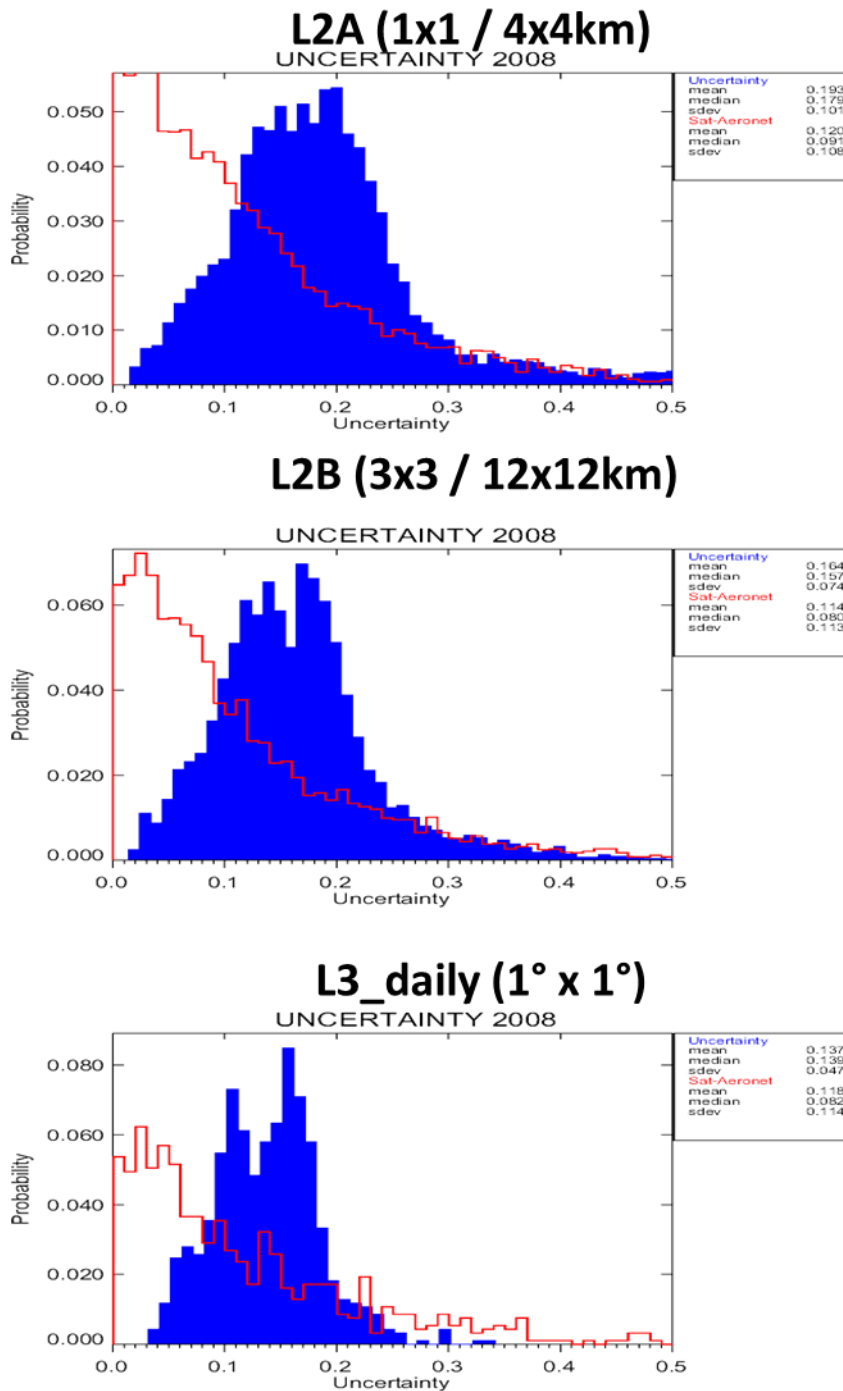 L2A (1x1 / 4x4km)
UNCERTAINTY 2008
Probability
0.050
0.040
0.030
0.020
0.010
0.000
0.0 0.1 0.2 0.3 0.4 0.5
Uncertainty
Uncertainty
mean 0.193
median 0.179
sdev 0.101
Sat-Aeronet
mean 0.120
median 0.091
sdev 0.108
L2B (3x3 / 12x12km)
UNCERTAINTY 2008
Probability
0.060
0.040
0.020
0.000
0.0 0.1 0.2 0.3 0.4 0.5
Uncertainty
Uncertainty
mean 0.164
median 0.157
sdev 0.074
Sat-Aeronet
mean 0.114
median 0.080
sdev 0.113
L3_daily (1° x 1°)
UNCERTAINTY 2008
Probability
0.080
0.060
0.040
0.020
0.000
0.0 0.1 0.2 0.3 0.4 0.5
Uncertainty
Uncertainty
mean 0.137
median 0.139
sdev 0.047
Sat-Aeronet
mean 0.118
median 0.082
sdev 0.114